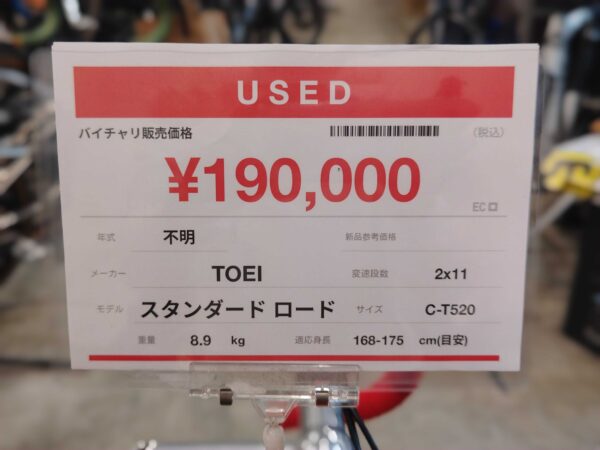 USED
バイチャリ販売価格 (税込)
¥190,000
EC
年式 不明 新品参考価格
メーカー TOEI 変速段数 2x11
モデル スタンダード ロード サイズ C-T520
重量 8.9 kg 適応身長 168-175 cm(目安)